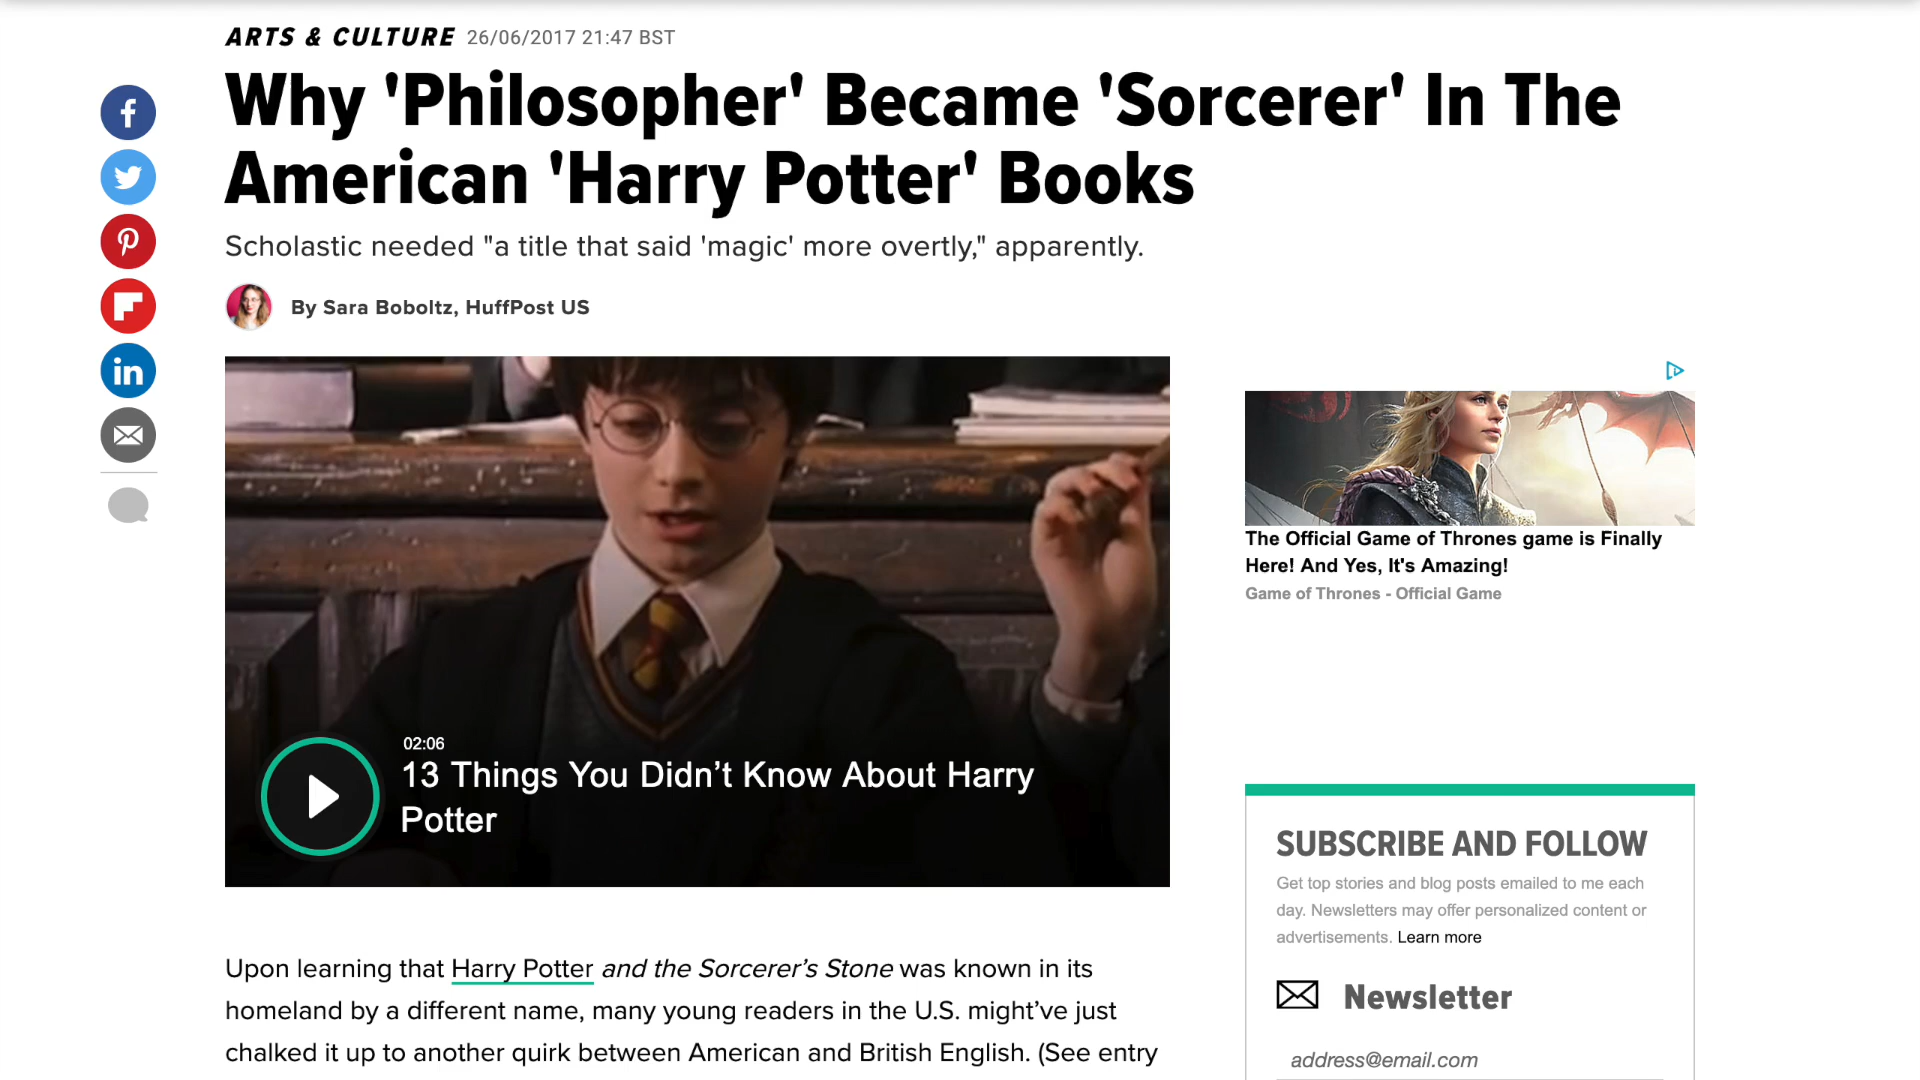 ARTS & CULTURE 26/06/2017 21:47 BST
Why 'Philosopher' Became 'Sorcerer' In The
American 'Harry Potter' Books
Scholastic needed "a title that said 'magic' more overtly," apparently.
By Sara Boboltz, HuffPost US
02:06
13 Things You Didn’t Know About Harry
Potter
Upon learning that Harry Potter and the Sorcerer’s Stone was known in its
homeland by a different name, many young readers in the U.S. might’ve just
chalked it up to another quirk between American and British English. (See entry
The Official Game of Thrones game is Finally
Here! And Yes, It's Amazing!
Game of Thrones - Official Game
SUBSCRIBE AND FOLLOW
Get top stories and blog posts emailed to me each
day. Newsletters may offer personalized content or
advertisements. Learn more
Newsletter
address@email.com